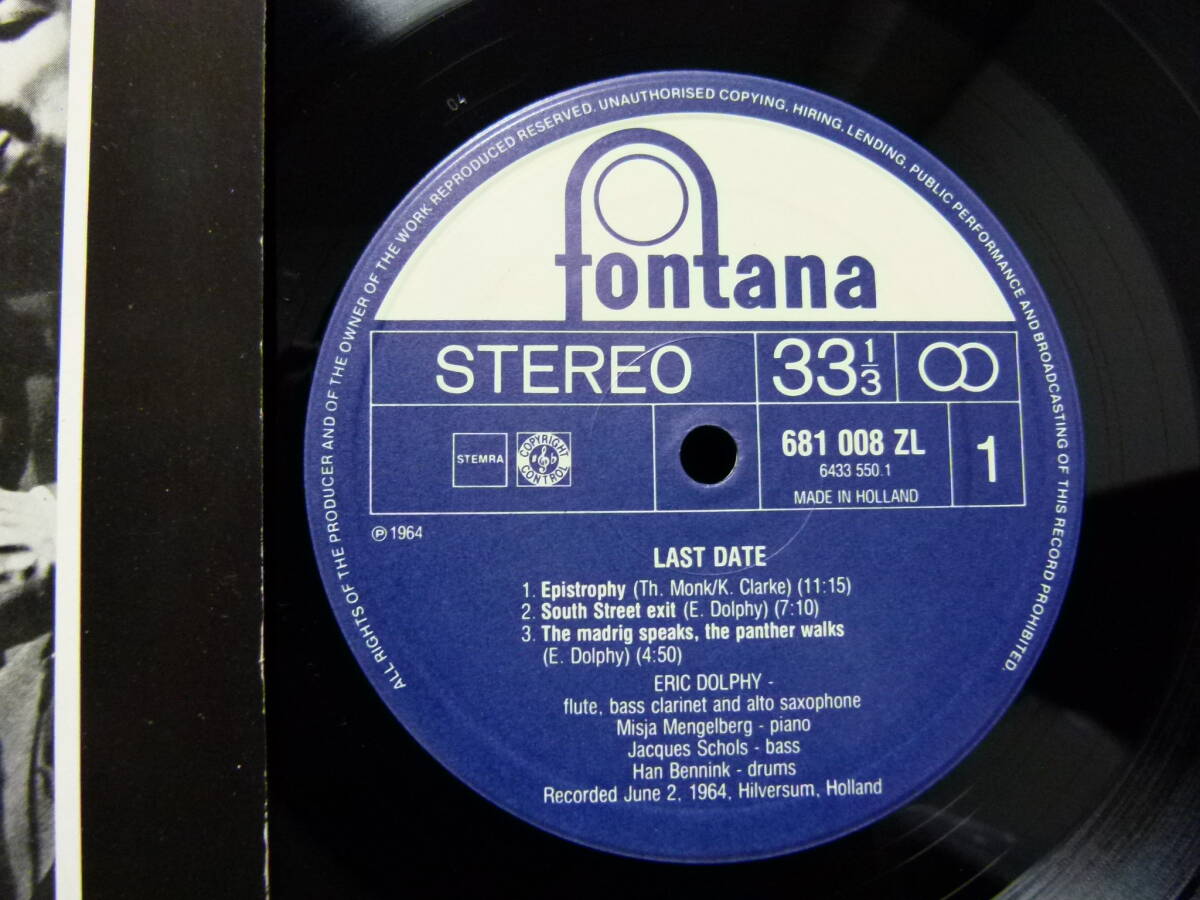 04
ALL RIGHTS OF THE PRODUCER AND OF THE OWNER OF THE WORK REPRODUCED RESERVED. UNAUTHORISED COPYING, HIRING, LENDING, PUBLIC PERFORMANCE AND BROADCASTING OF THIS RECORD PROHIBITED.
fontana
STEREO
33 1/3
STEMRA
COPYRIGHT CONTROL
681 008 ZL
6433 550.1
MADE IN HOLLAND
1
℗ 1964
LAST DATE
1. Epistrophy (Th. Monk/K. Clarke) (11:15)
2. South Street exit (E. Dolphy) (7:10)
3. The madrig speaks, the panther walks
(E. Dolphy) (4:50)
ERIC DOLPHY -
flute, bass clarinet and alto saxophone
Misja Mengelberg - piano
Jacques Schols - bass
Han Bennink - drums
Recorded June 2, 1964, Hilversum, Holland